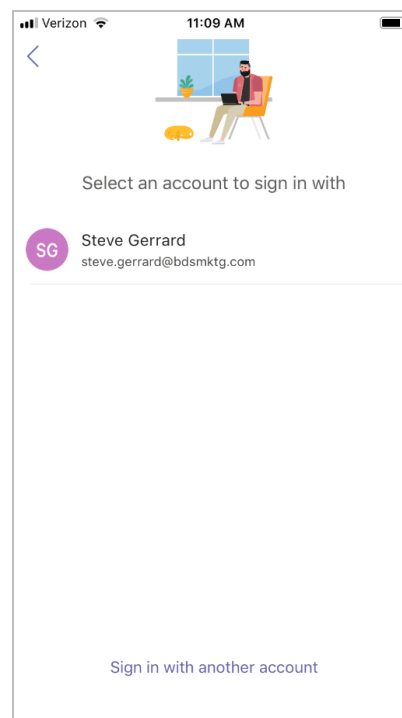 Verizon 11:09 AM
Select an account to sign in with
SG
Steve Gerrard
steve.gerrard@bdsmktg.com
Sign in with another account